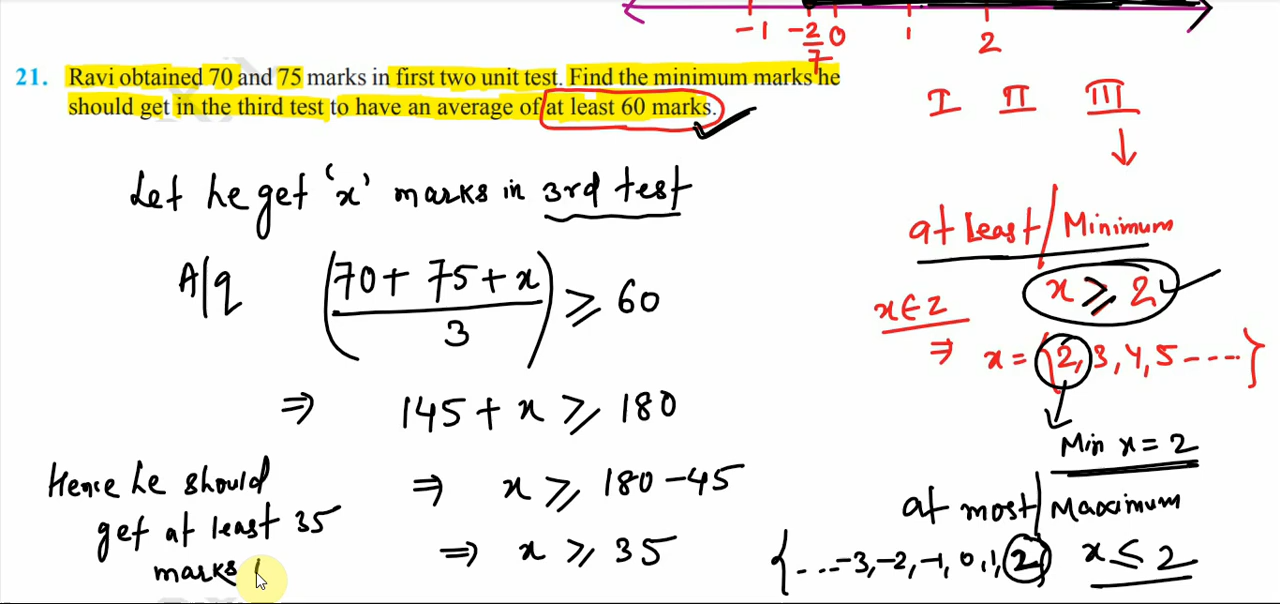 -1 -2/7 0 1 2
21. Ravi obtained 70 and 75 marks in first two unit test. Find the minimum marks he
should get in the third test to have an average of at least 60 marks.
I II III
Let he get 'x' marks in 3rd test
at Least/Minimum
A/q (70 + 75 + x / 3) ⩾ 60
x ⩾ 2
x ∈ Z
⇒ x = {2, 3, 4, 5 ----}
⇒ 145 + x ⩾ 180
Min x = 2
Hence he should
get at least 35
marks (
⇒ x ⩾ 180 - 45
⇒ x ⩾ 35
at most/Maximum
{...-3, -2, -1, 0, 1, 2} x ⩽ 2